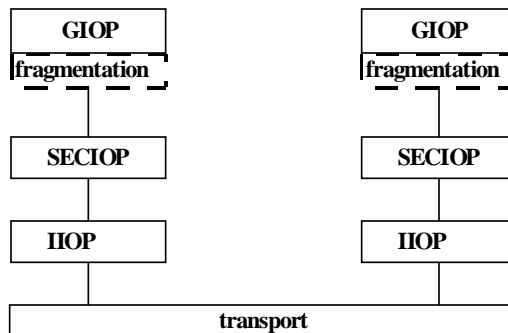 GIOP GIOP
fragmentation fragmentation
SECIOP SECIOP
IIOP IIOP
transport